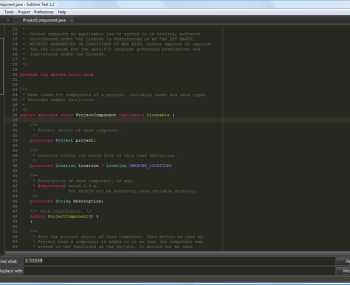 omponent.java - Sublime Text 2.2
Tools Project Preferences Help
ProjectComponent.java
* Unless required by applicable law or agreed to in writing, software
* distributed under the License is distributed on an "AS IS" BASIS,
* WITHOUT WARRANTIES OR CONDITIONS OF ANY KIND, either express or implied.
* See the License for the specific language governing permissions and
* limitations under the License.
*
*/
package org.apache.tools.ant;
/**
* Base class for components of a project, including tasks and data types.
* Provides common facilities.
*
*/
public abstract class ProjectComponent implements Cloneable {
/**
* Project object of this component.
*/
protected Project project;
/**
* Location within the build file of this task definition.
*/
protected Location location = Location.UNKNOWN_LOCATION;
/**
* Description of this component, if any.
* @since
* You should not be accessing this variable directly.
*/
protected String description;
/** Sole constructor. */
public ProjectComponent() {
}
/**
* Sets the project object of this component. This method is used by
* Project when a component is added to it so that the component has
* access to the functions of the project. It should not be used
Find what:
Replace with: